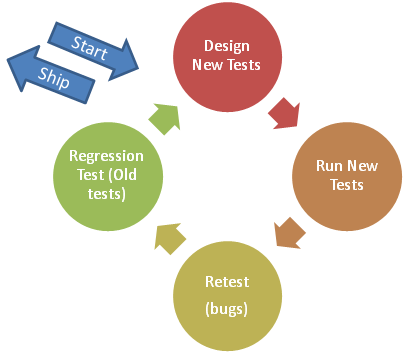 Start
Ship
Design
New Tests
Run New
Tests
Retest
(bugs)
Regression
Test (Old
tests)